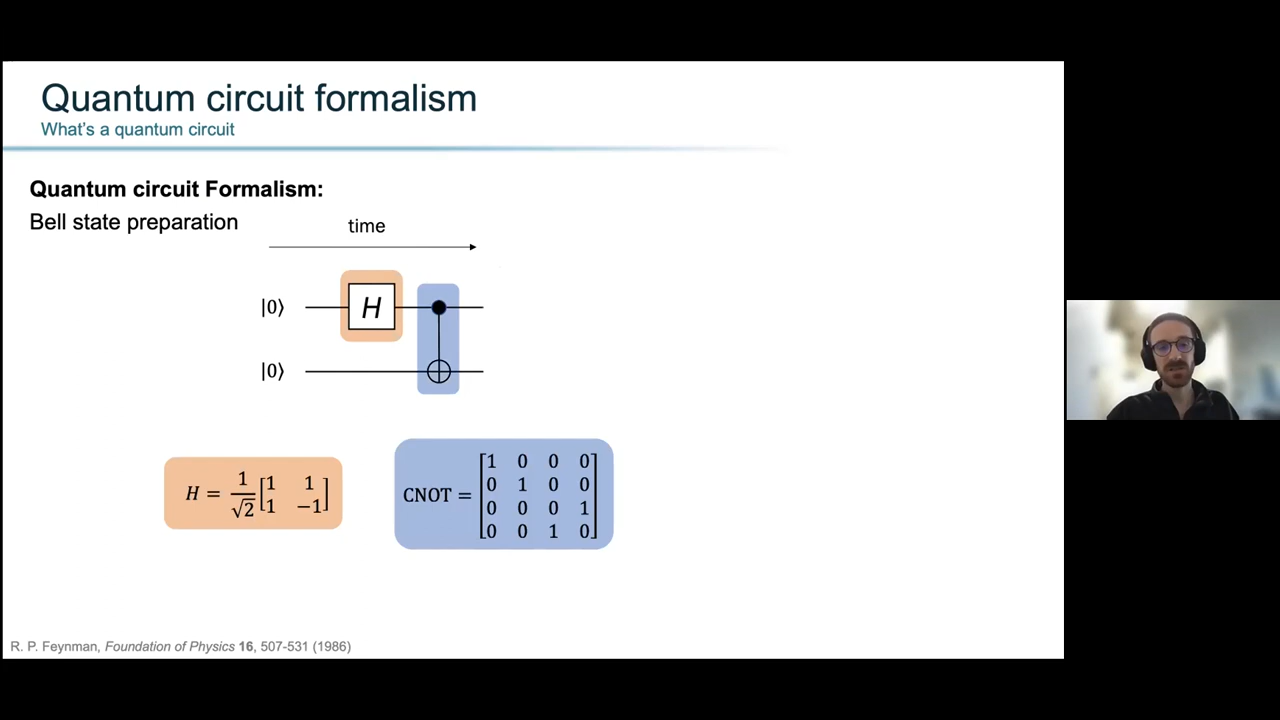 Quantum circuit formalism
What's a quantum circuit
Quantum circuit Formalism:
Bell state preparation
time
|0⟩
H
|0⟩
H = 1/√2 [1 1
1 −1]
CNOT = [1 0 0 0
0 1 0 0
0 0 0 1
0 0 1 0]
R. P. Feynman, Foundation of Physics 16, 507-531 (1986)